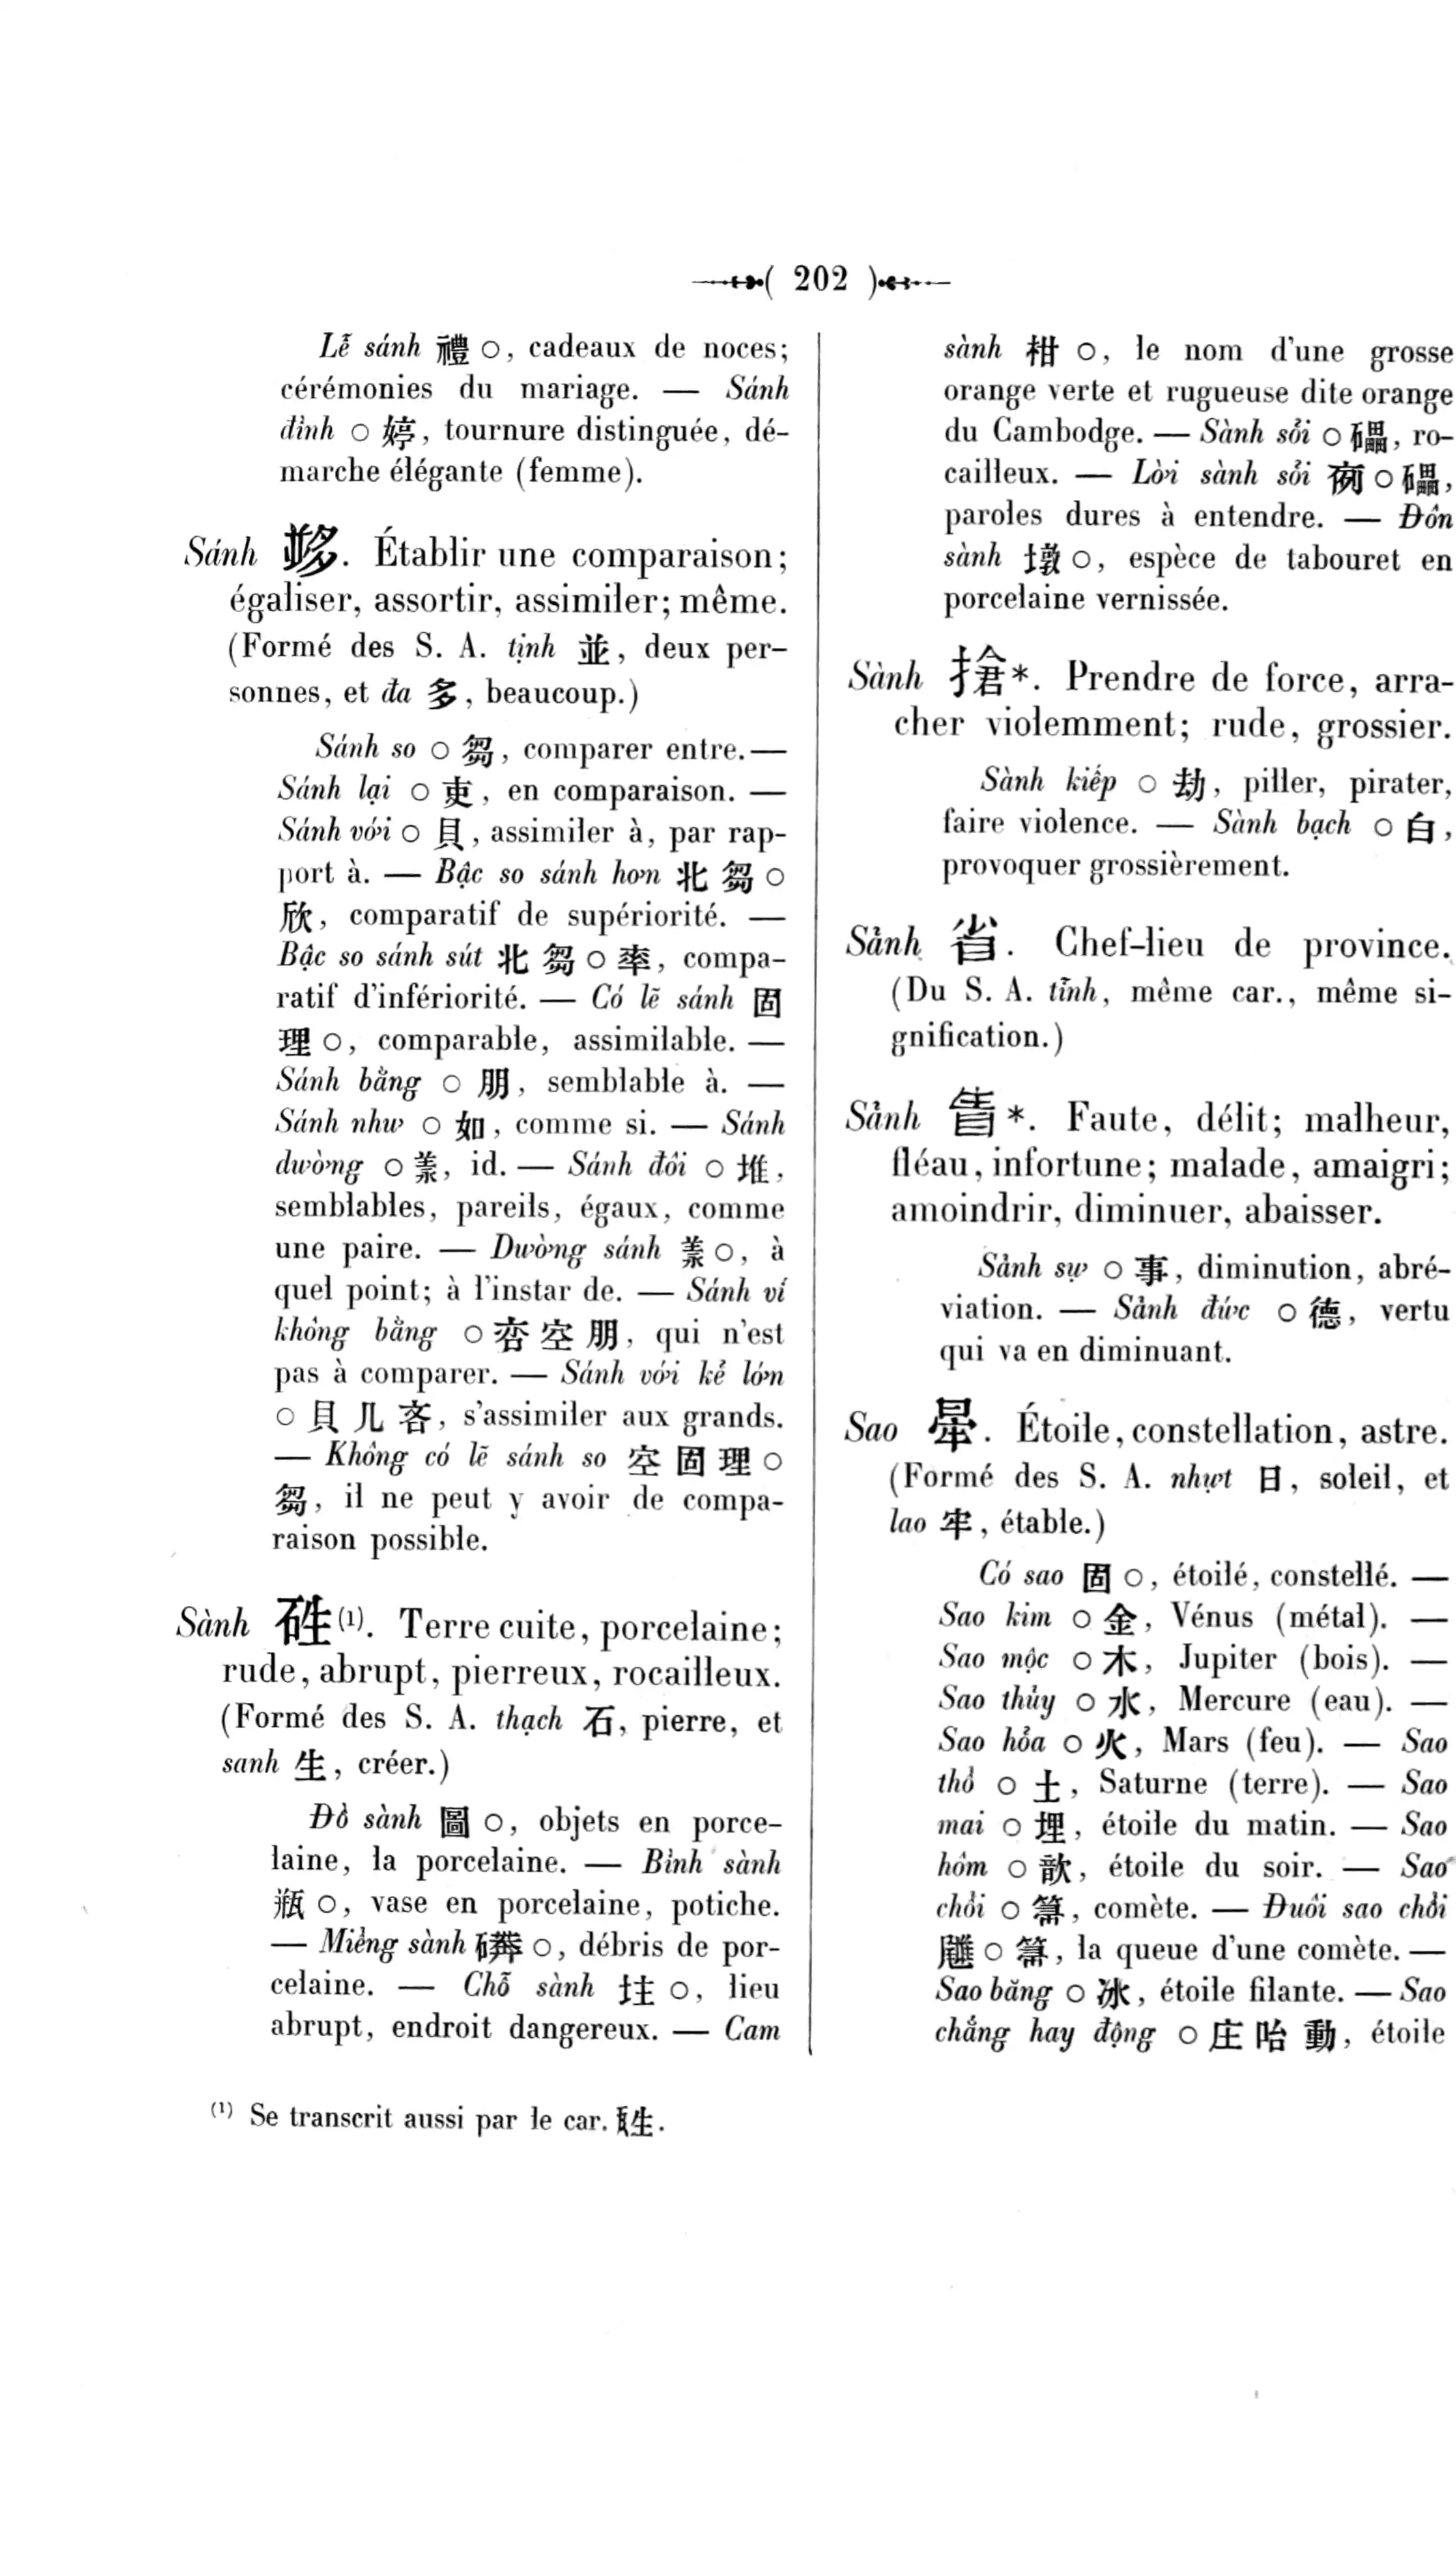 ( 202 )
Lễ sánh 禮 ○, cadeaux de noces;
cérémonies du mariage. — Sánh
đình ○ 婷, tournure distinguée, dé-
marche élégante (femme).
Sánh. Établir une comparaison;
égaliser, assortir, assimiler; même.
(Formé des S. A. tịnh 並, deux per-
sonnes, et đa 多, beaucoup.)
Sánh so ○ 芻, comparer entre. —
Sánh lại ○ 吏, en comparaison. —
Sánh với ○ 貝, assimiler à, par rap-
port à. — Bậc so sánh hơn 北 芻 ○
欣, comparatif de supériorité. —
Bậc so sánh sút 北 芻 ○ 率, compa-
ratif d'infériorité. — Có lẽ sánh 固
理 ○, comparable, assimilable. —
Sánh bằng ○ 朋, semblable à. —
Sánh như ○ 如, comme si. — Sánh
dường ○ 羕, id. — Sánh đôi ○ 堆,
semblables, pareils, égaux, comme
une paire. — Dường sánh 羕 ○, à
quel point; à l'instar de. — Sánh ví
không bằng ○ 空 朋, qui n'est
pas à comparer. — Sánh với kẻ lớn
○ 貝 几 吝, s'assimiler aux grands.
— Không có lẽ sánh so 空 固 理 ○
芻, il ne peut y avoir de compa-
raison possible.
Sành (1). Terre cuite, porcelaine;
rude, abrupt, pierreux, rocailleux.
(Formé des S. A. thạch 石, pierre, et
sanh 生, créer.)
Đồ sành 圖 ○, objets en porce-
laine, la porcelaine. — Bình sành
瓶 ○, vase en porcelaine, potiche.
— Miểng sành ○, débris de por-
celaine. — Chỗ sành 拄 ○, lieu
abrupt, endroit dangereux. — Cam
(1) Se transcrit aussi par le car.
sành 柑 ○, le nom d'une grosse
orange verte et rugueuse dite orange
du Cambodge. — Sành sỏi ○ 礧, ro-
cailleux. — Lời sành sỏi ○ 礧,
paroles dures à entendre. — Đôn
sành 墩 ○, espèce de tabouret en
porcelaine vernissée.
Sành *. Prendre de force, arra-
cher violemment; rude, grossier.
Sành kiếp ○ 劫, piller, pirater,
faire violence. — Sành bạch ○ 白,
provoquer grossièrement.
Sảnh 省. Chef-lieu de province.
(Du S. A. tỉnh, même car., même si-
gnification.)
Sảnh 眚 *. Faute, délit; malheur,
fléau, infortune; malade, amaigri;
amoindrir, diminuer, abaisser.
Sảnh sự ○ 事, diminution, abré-
viation. — Sảnh đức ○ 德, vertu
qui va en diminuant.
Sao. Étoile, constellation, astre.
(Formé des S. A. nhựt 日, soleil, et
lao 牢, étable.)
Có sao 固 ○, étoilé, constellé. —
Sao kim ○ 金, Vénus (métal). —
Sao mộc ○ 木, Jupiter (bois). —
Sao thủy ○ 水, Mercure (eau). —
Sao hỏa ○ 火, Mars (feu). — Sao
thổ ○ 土, Saturne (terre). — Sao
mai ○ 埋, étoile du matin. — Sao
hôm ○ 歆, étoile du soir. — Sao
chổi ○ 箒, comète. — Đuôi sao chổi
○ 箒, la queue d'une comète. —
Sao băng ○ 冰, étoile filante. — Sao
chẳng hay động ○ 庄 咍 動, étoile